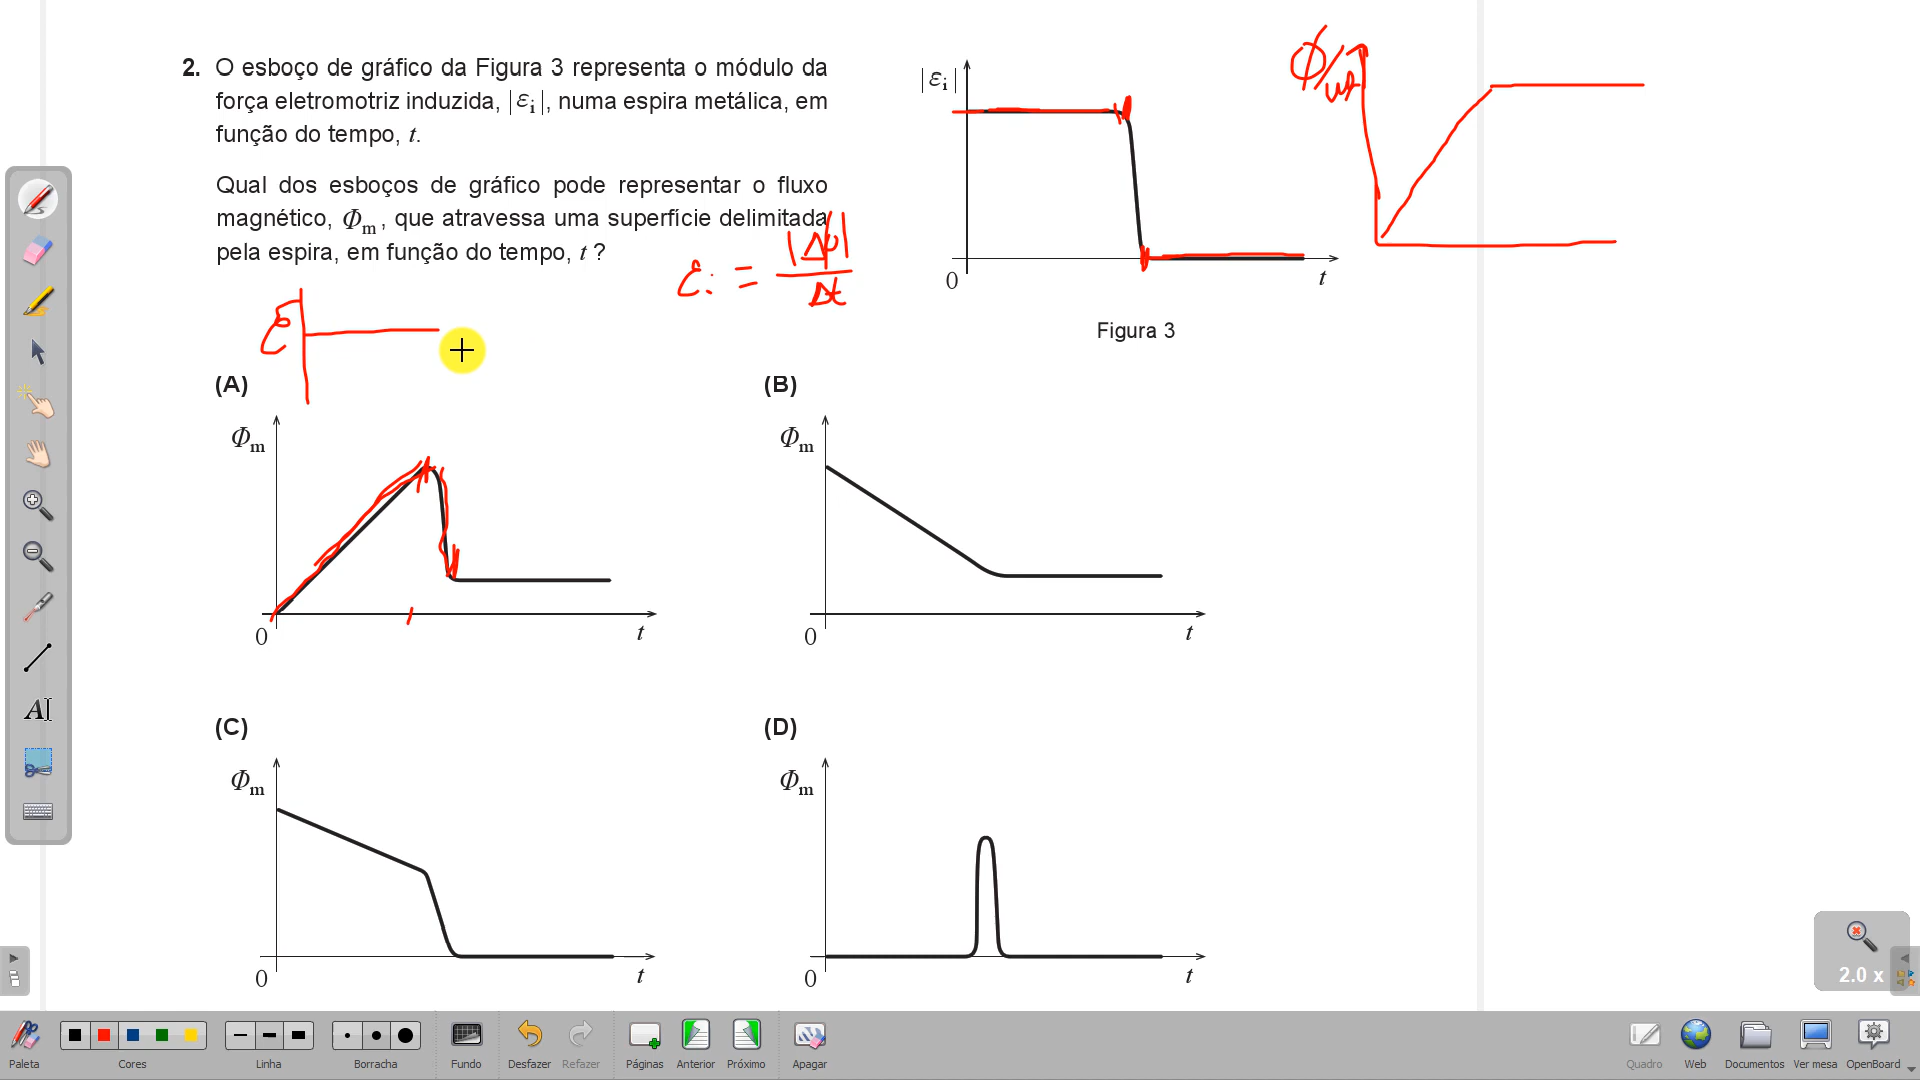 2. O esboço de gráfico da Figura 3 representa o módulo da
força eletromotriz induzida, |εi|, numa espira metálica, em
função do tempo, t.
Qual dos esboços de gráfico pode representar o fluxo
magnético, Φm, que atravessa uma superfície delimitada
pela espira, em função do tempo, t ?
εi = |Δϕ| / Δt
|εi|
0
t
Figura 3
ϕ/Wb
ε
(A)
Φm
0
t
(B)
Φm
0
t
(C)
Φm
0
t
(D)
Φm
0
t
A
2.0 x
Paleta
Cores
Linha
Borracha
Fundo
Desfazer
Refazer
Páginas
Anterior
Próximo
Apagar
Quadro
Web
Documentos
Ver mesa
OpenBoard